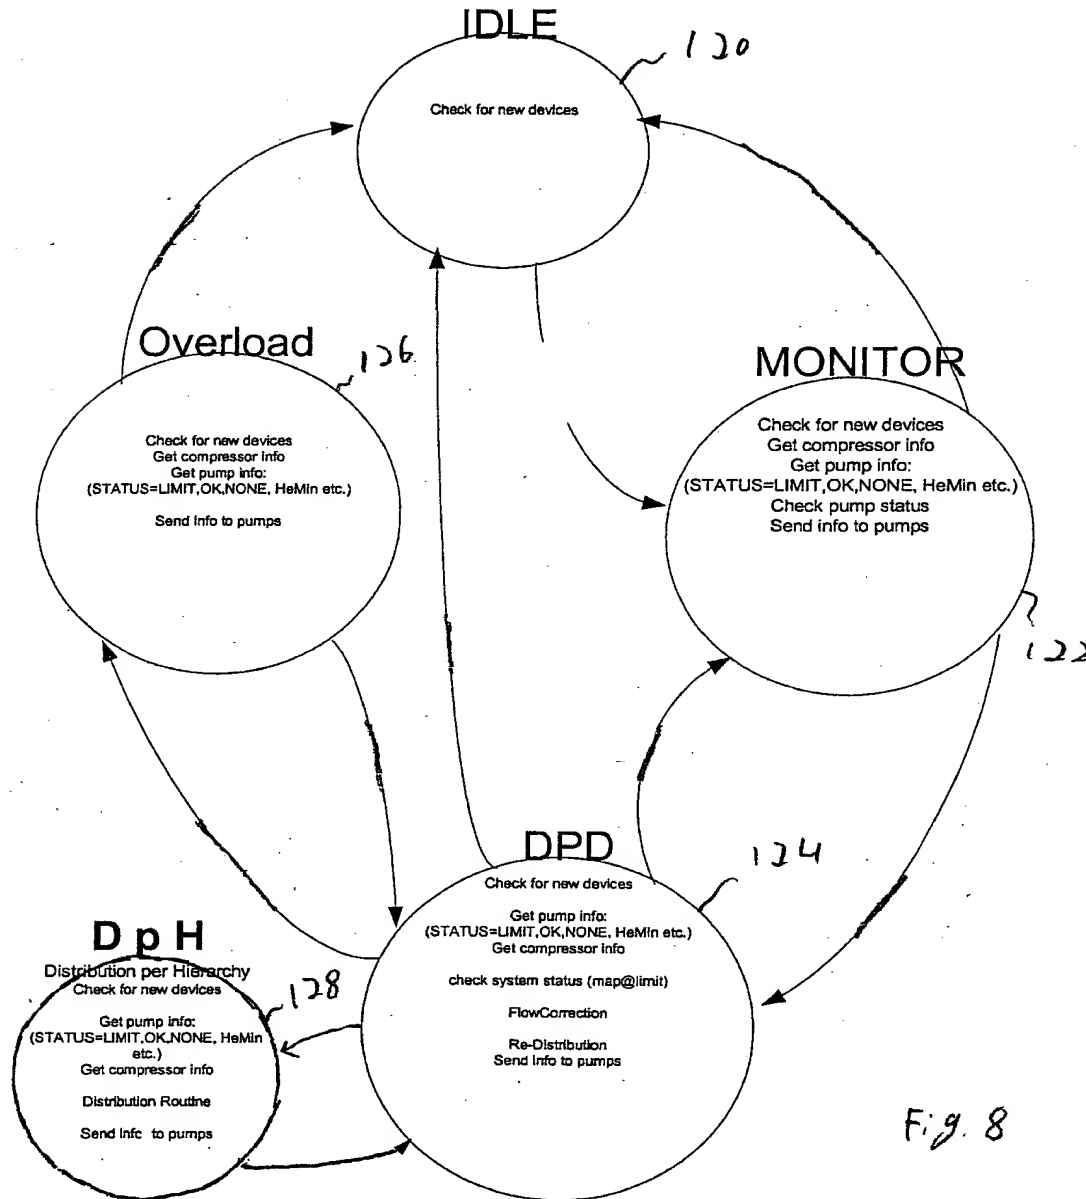 IDLE
120
Check for new devices
Overload
126
Check for new devices
Get compressor info
Get pump info:
(STATUS=LIMIT,OK,NONE, HeMin etc.)
Send info to pumps
MONITOR
Check for new devices
Get compressor info
Get pump info:
(STATUS=LIMIT,OK,NONE, HeMin etc.)
Check pump status
Send info to pumps
122
DPD
124
Check for new devices
Get pump info:
(STATUS=LIMIT,OK,NONE, HeMin etc.)
Get compressor info
check system status (map@limit)
FlowCorrection
Re-Distribution
Send info to pumps
D p H
Distribution per Hierarchy
128
Check for new devices
Get pump info:
(STATUS=LIMIT,OK,NONE, HeMin
etc.)
Get compressor info
Distribution Routine
Send info to pumps
Fig. 8